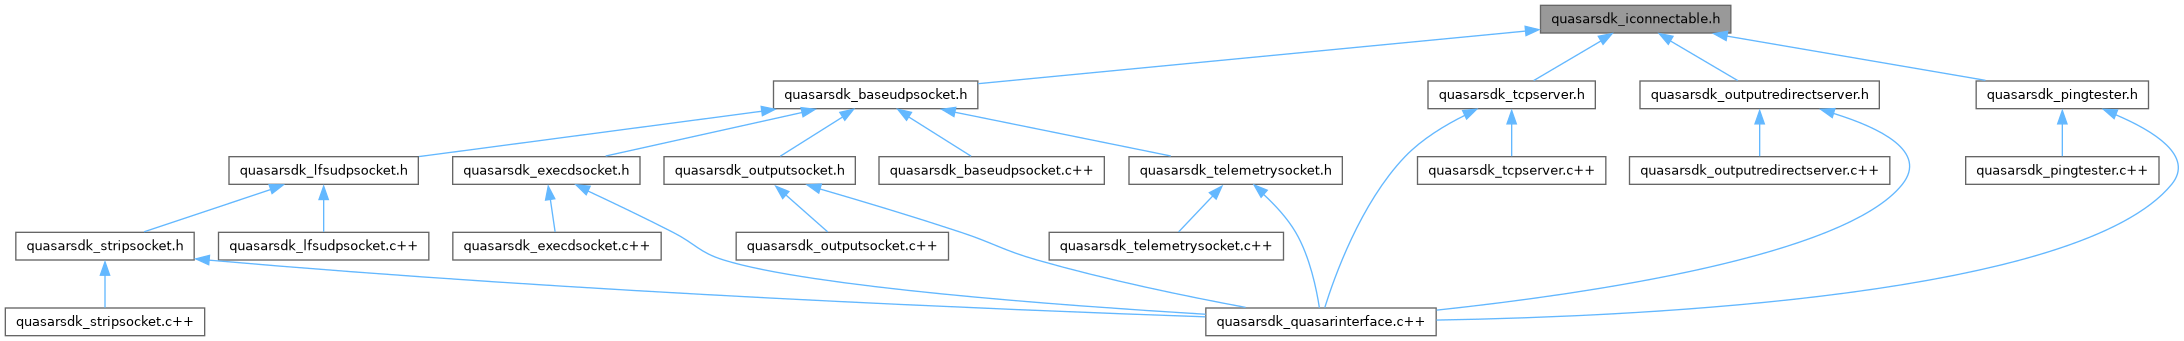 quasarsdk_iconnectable.h
quasarsdk_baseudpsocket.h
quasarsdk_tcpserver.h
quasarsdk_outputredirectserver.h
quasarsdk_pingtester.h
quasarsdk_lfsudpsocket.h
quasarsdk_execdsocket.h
quasarsdk_outputsocket.h
quasarsdk_baseudpsocket.c++
quasarsdk_telemetrysocket.h
quasarsdk_tcpserver.c++
quasarsdk_outputredirectserver.c++
quasarsdk_pingtester.c++
quasarsdk_stripsocket.h
quasarsdk_lfsudpsocket.c++
quasarsdk_execdsocket.c++
quasarsdk_outputsocket.c++
quasarsdk_telemetrysocket.c++
quasarsdk_stripsocket.c++
quasarsdk_quasarinterface.c++